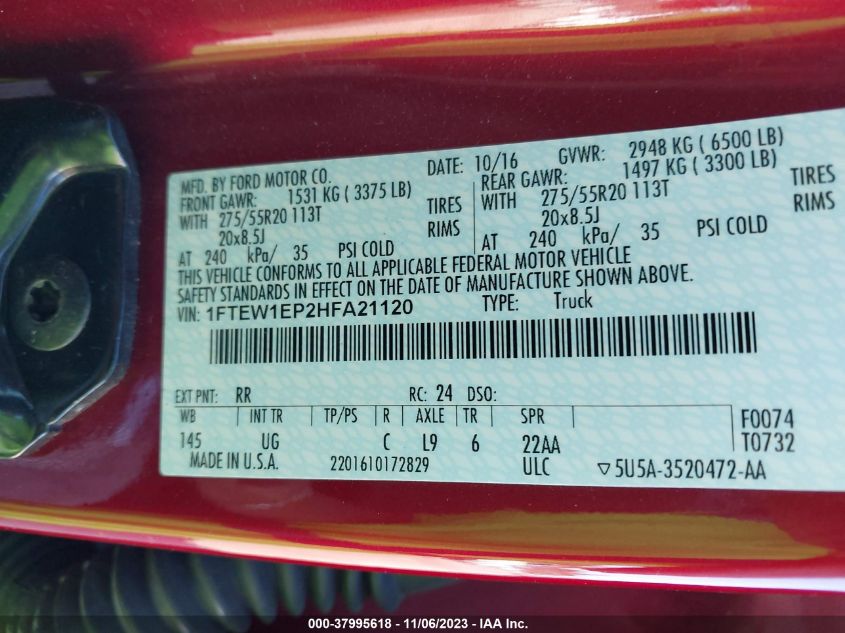 MFD. BY FORD MOTOR CO. DATE: 10/16 GVWR: 2948 KG ( 6500 LB)
FRONT GAWR: 1531 KG ( 3375 LB) REAR GAWR: 1497 KG ( 3300 LB)
WITH 275/55R20 113T TIRES WITH 275/55R20 113T TIRES
20x8.5J RIMS 20x8.5J RIMS
AT 240 kPa/ 35 PSI COLD AT 240 kPa/ 35 PSI COLD
THIS VEHICLE CONFORMS TO ALL APPLICABLE FEDERAL MOTOR VEHICLE
SAFETY STANDARDS IN EFFECT ON THE DATE OF MANUFACTURE SHOWN ABOVE.
VIN: 1FTEW1EP2HFA21120 TYPE: Truck
EXT PNT: RR RC: 24 DSO:
WB INT TR TP/PS R AXLE TR SPR F0074
145 UG C L9 6 22AA T0732
MADE IN U.S.A. 2201610172829 ULC ▽5U5A-3520472-AA
000-37995618 - 11/06/2023 - IAA Inc.